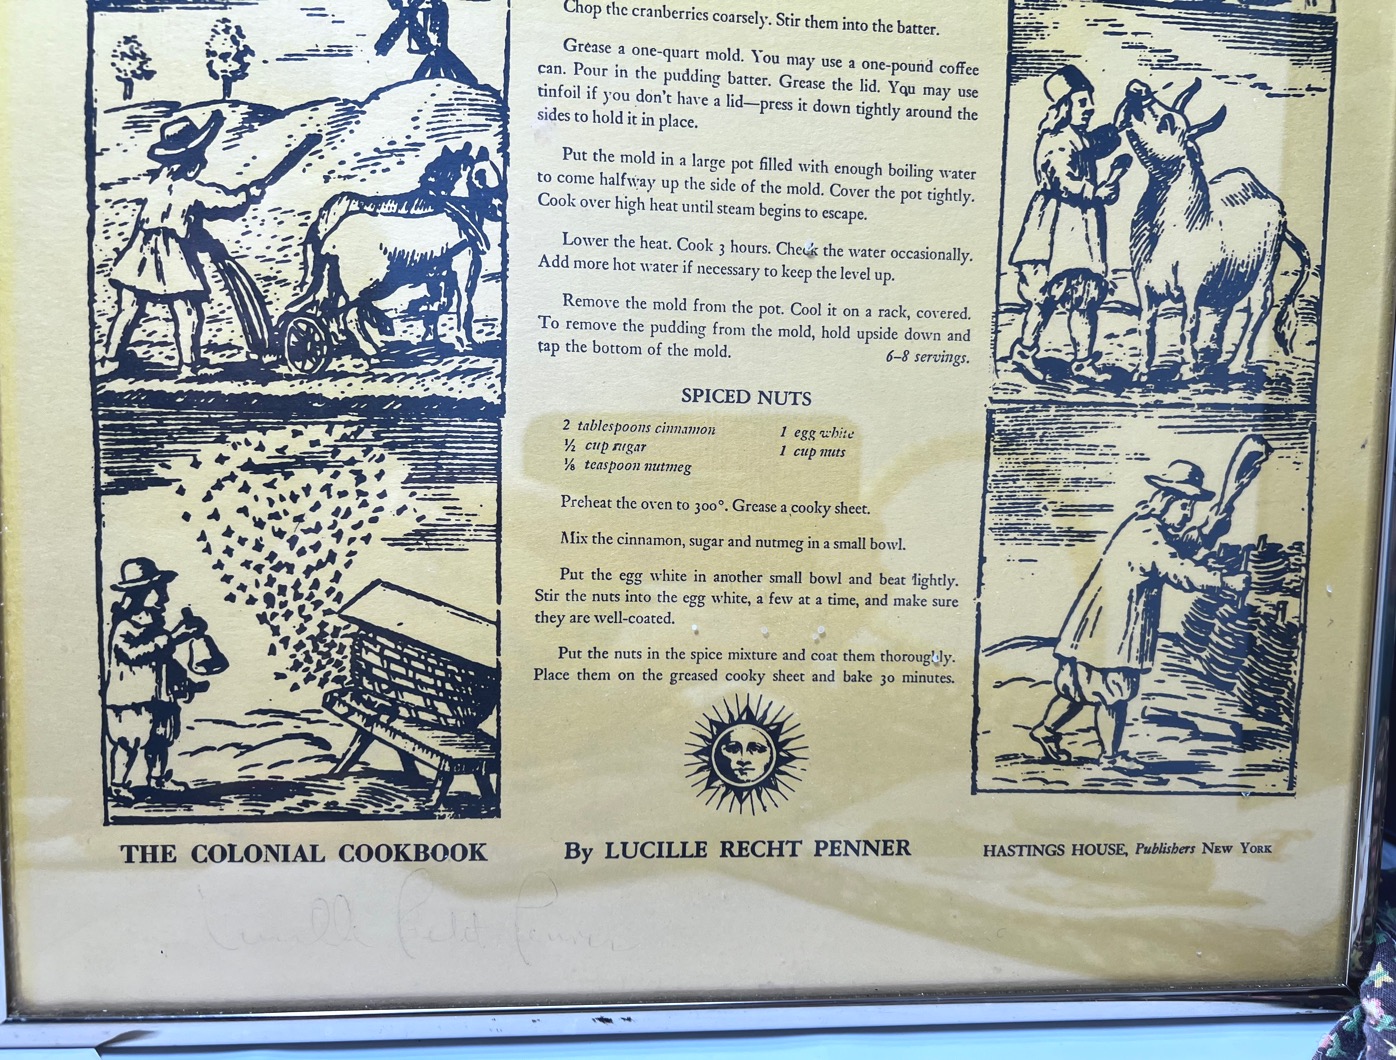 Chop the cranberries coarsely. Stir them into the batter.
Grease a one-quart mold. You may use a one-pound coffee
can. Pour in the pudding batter. Grease the lid. You may use
tinfoil if you don't have a lid—press it down tightly around the
sides to hold it in place.
Put the mold in a large pot filled with enough boiling water
to come halfway up the side of the mold. Cover the pot tightly.
Cook over high heat until steam begins to escape.
Lower the heat. Cook 3 hours. Check the water occasionally.
Add more hot water if necessary to keep the level up.
Remove the mold from the pot. Cool it on a rack, covered.
To remove the pudding from the mold, hold upside down and
tap the bottom of the mold. 6–8 servings.
SPICED NUTS
2 tablespoons cinnamon 1 egg white
½ cup sugar 1 cup nuts
⅛ teaspoon nutmeg
Preheat the oven to 300°. Grease a cooky sheet.
Mix the cinnamon, sugar and nutmeg in a small bowl.
Put the egg white in another small bowl and beat lightly.
Stir the nuts into the egg white, a few at a time, and make sure
they are well-coated.
Put the nuts in the spice mixture and coat them thoroughly.
Place them on the greased cooky sheet and bake 30 minutes.
THE COLONIAL COOKBOOK By LUCILLE RECHT PENNER HASTINGS HOUSE, Publishers NEW YORK